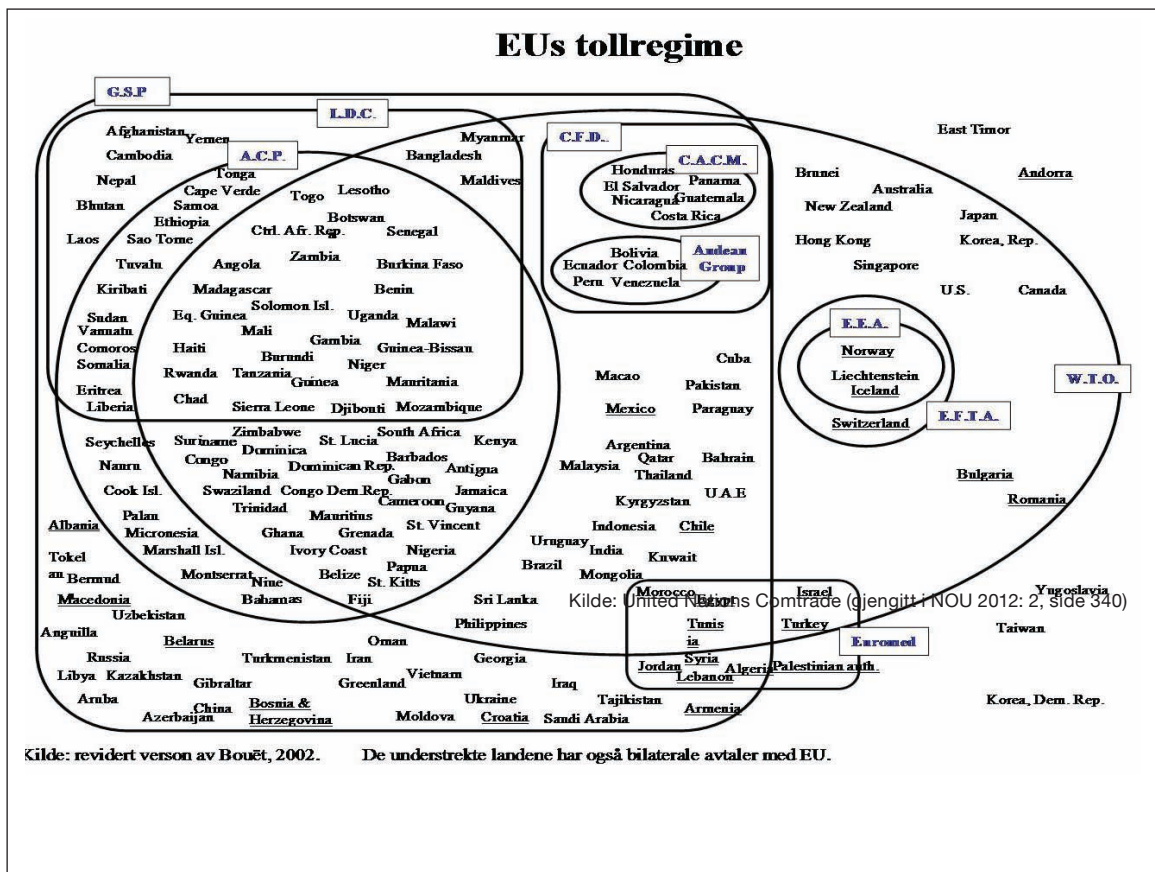 EUs tollregime
G.S.P
L.D.C.
C.F.D..
A.C.P.
C.A.C.M.
Afghanistan
Yemen
Myanmar
East Timor
Cambodia
Bangladesh
Honduras
Panama
Brunei
Andorra
Nepal
Tonga
Cape Verde
Togo
Lesotho
Maldives
El Salvador
Nicaragua
Guatemala
Australia
Bhutan
Samoa
Ethiopia
Botswan
Costa Rica
New Zealand
Japan
Laos
Sao Tome
Ctrl. Afr. Rep.
Senegal
Bolivia
Andean
Group
Hong Kong
Korea, Rep.
Tuvalu
Angola
Zambia
Burkina Faso
Ecuador
Colombia
Singapore
Kiribati
Madagascar
Benin
Peru
Venezuela
U.S.
Canada
Sudan
Eq. Guinea
Solomon Isl.
Uganda
Malawi
Vanuatu
Mali
E.E.A.
Comoros
Haiti
Gambia
Guinea-Bissau
Cuba
Norway
Somalia
Burundi
Niger
Rwanda
Tanzania
Guinea
Mauritania
Macao
Pakistan
Liechtenstein
Iceland
W.T.O.
Eritrea
Liberia
Chad
Sierra Leone
Djibouti
Mozambique
Mexico
Paraguay
Switzerland
E.F.T.A.
Seychelles
Suriname
Zimbabwe
St. Lucia
South Africa
Kenya
Argentina
Nauru
Congo
Dominica
Barbados
Malaysia
Qatar
Bahrain
Namibia
Dominican Rep.
Gabon
Antigua
Thailand
Bulgaria
Cook Isl.
Swaziland
Congo Dem.Rep.
Cameroon
Jamaica
Kyrgyzstan
U.A.E
Romania
Palau
Trinidad
Mauritius
Guyana
Albania
Micronesia
Ghana
Grenada
St. Vincent
Indonesia
Chile
Marshall Isl.
Ivory Coast
Nigeria
Uruguay
India
Kuwait
Tokel
an
Bermud
Montserrat
Nine
Belize
Papua
St. Kitts
Brazil
Mongolia
Macedonia
Bahamas
Fiji
Sri Lanka
Morocco
Egypt
Israel
Yugoslavia
Kilde: United Nations Comtrade (gjengitt i NOU 2012: 2, side 340)
Uzbekistan
Philippines
Tunis
ia
Turkey
Taiwan
Anguilla
Belarus
Oman
Euromed
Russia
Turkmenistan
Iran
Georgia
Syria
Jordan
Lebanon
Algeria
Palestinian auth.
Libya
Kazakhstan
Gibraltar
Greenland
Vietnam
Iraq
Aruba
China
Bosnia &
Herzegovina
Ukraine
Tajikistan
Armenia
Korea, Dem. Rep.
Azerbaijan
Moldova
Croatia
Saudi Arabia
Kilde: revidert verson av Bouët, 2002.
De understrekte landene har også bilaterale avtaler med EU.